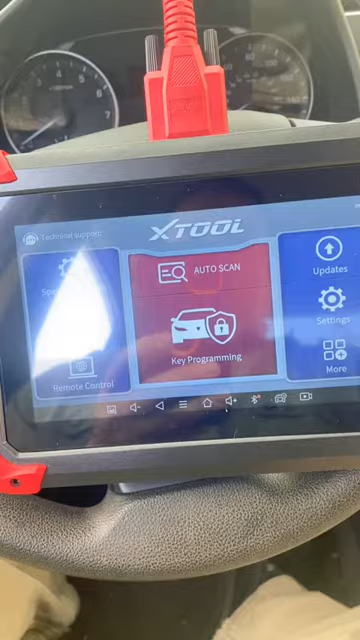 Technical support
XTOOL
AUTO SCAN
Key Programming
Remote Control
Updates
Settings
More